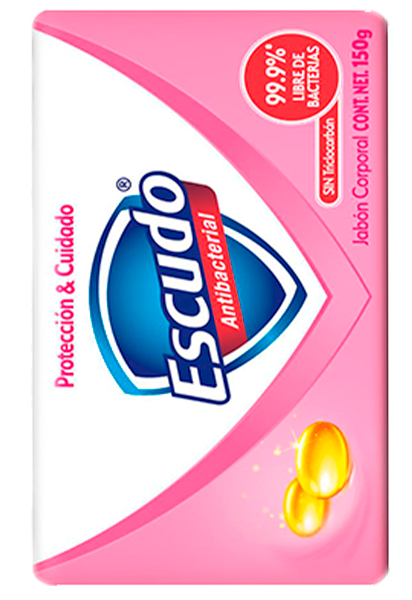 Protección & Cuidado
®
Escudo
Antibacterial
99.9%*
LIBRE DE
BACTERIAS
SIN Triclocarbán
Jabón Corporal CONT. NET. 150g